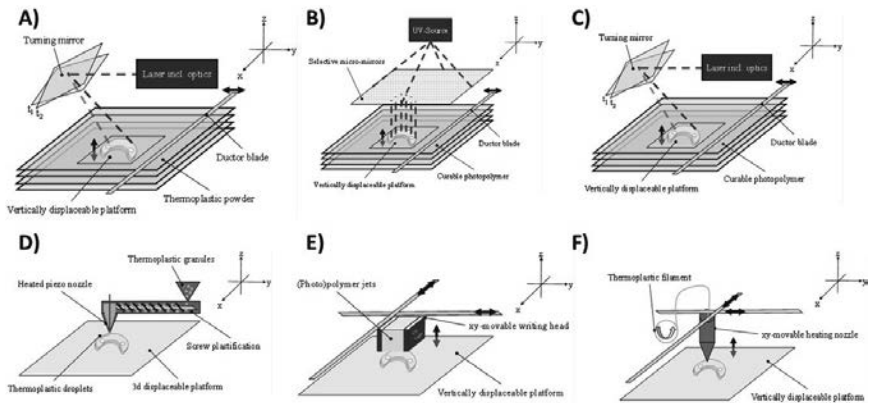 A)
z
y
x
Turning mirror
Laser incl. optics
t1 t2
Ductor blade
Vertically displaceable platform
Thermoplastic powder
B)
UV-Source
z
y
x
Selective micro-mirrors
Ductor blade
Vertically displaceable platform
Curable photopolymer
C)
z
y
x
Turning mirror
Laser incl. optics
t1 t2
Ductor blade
Vertically displaceable platform
Curable photopolymer
D)
Thermoplastic granules
z
y
x
Heated piezo nozzle
Screw plastification
Thermoplastic droplets
3d displaceable platform
E)
z
y
x
(Photo)polymer jets
xy-movable writing head
Vertically displaceable platform
F)
z
y
x
Thermoplastic filament
xy-movable heating nozzle
Vertically displaceable platform